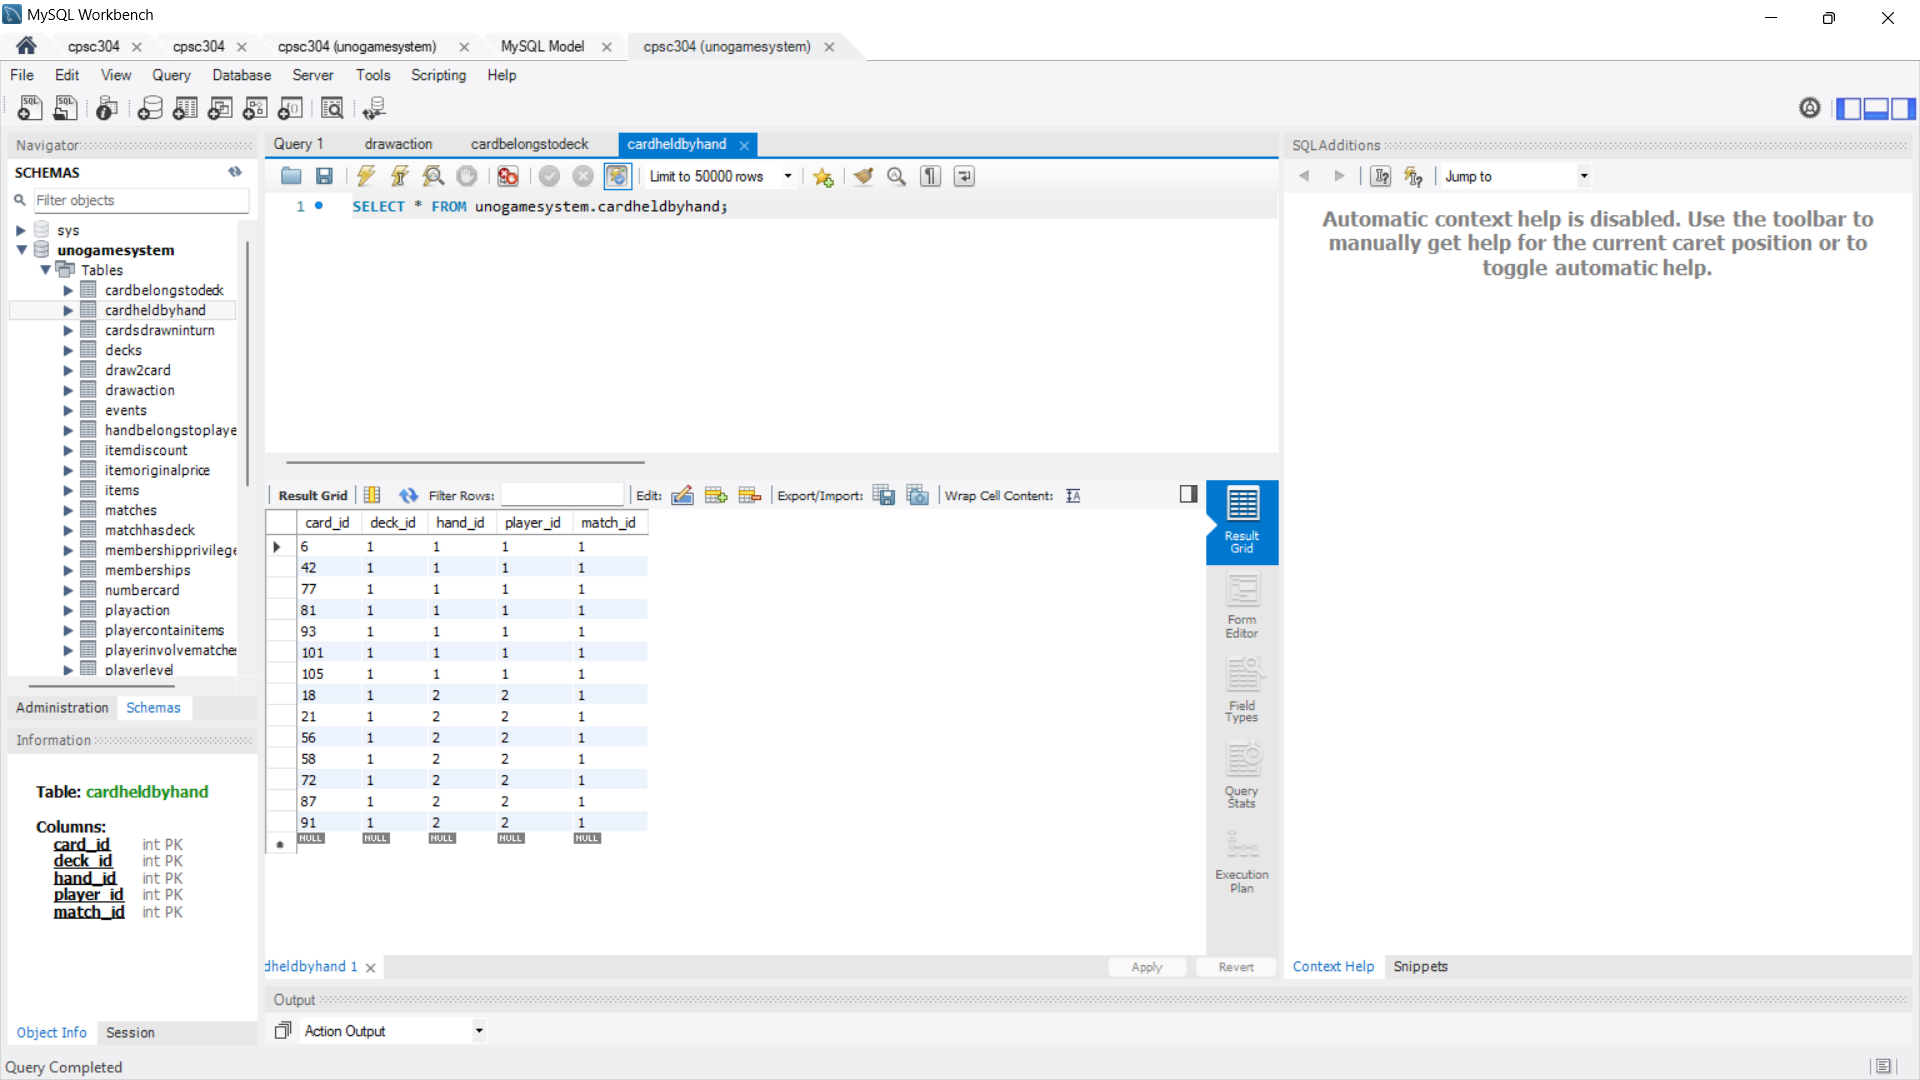 MySQL Workbench
cpsc304
cpsc304
cpsc304 (unogamesystem)
MySQL Model
cpsc304 (unogamesystem)
File Edit View Query Database Server Tools Scripting Help
Navigator
SCHEMAS
Filter objects
sys
unogamesystem
Tables
cardbelongstodeck
cardheldbyhand
cardsdrawninturn
decks
draw2card
drawaction
events
handbelongstoplaye
itemdiscount
itemoriginalprice
items
matches
matchhasdeck
membershipprivilege
memberships
numbercard
playaction
playercontainitems
playerinvolvematche
playerlevel
Administration Schemas
Information
Table: cardheldbyhand
Columns:
card_id int PK
deck_id int PK
hand_id int PK
player_id int PK
match_id int PK
Object Info Session
Query 1 drawaction cardbelongstodeck cardheldbyhand
Limit to 50000 rows
1 SELECT * FROM unogamesystem.cardheldbyhand;
Result Grid Filter Rows: Edit: Export/Import: Wrap Cell Content:
card_id deck_id hand_id player_id match_id
6 1 1 1 1
42 1 1 1 1
77 1 1 1 1
81 1 1 1 1
93 1 1 1 1
101 1 1 1 1
105 1 1 1 1
18 1 2 2 1
21 1 2 2 1
56 1 2 2 1
58 1 2 2 1
72 1 2 2 1
87 1 2 2 1
91 1 2 2 1
NULL NULL NULL NULL NULL
Result
Grid
Form
Editor
Field
Types
Query
Stats
Execution
Plan
dheldbyhand 1
Apply Revert
SQLAdditions
Jump to
Automatic context help is disabled. Use the toolbar to
manually get help for the current caret position or to
toggle automatic help.
Context Help Snippets
Output
Action Output
Query Completed